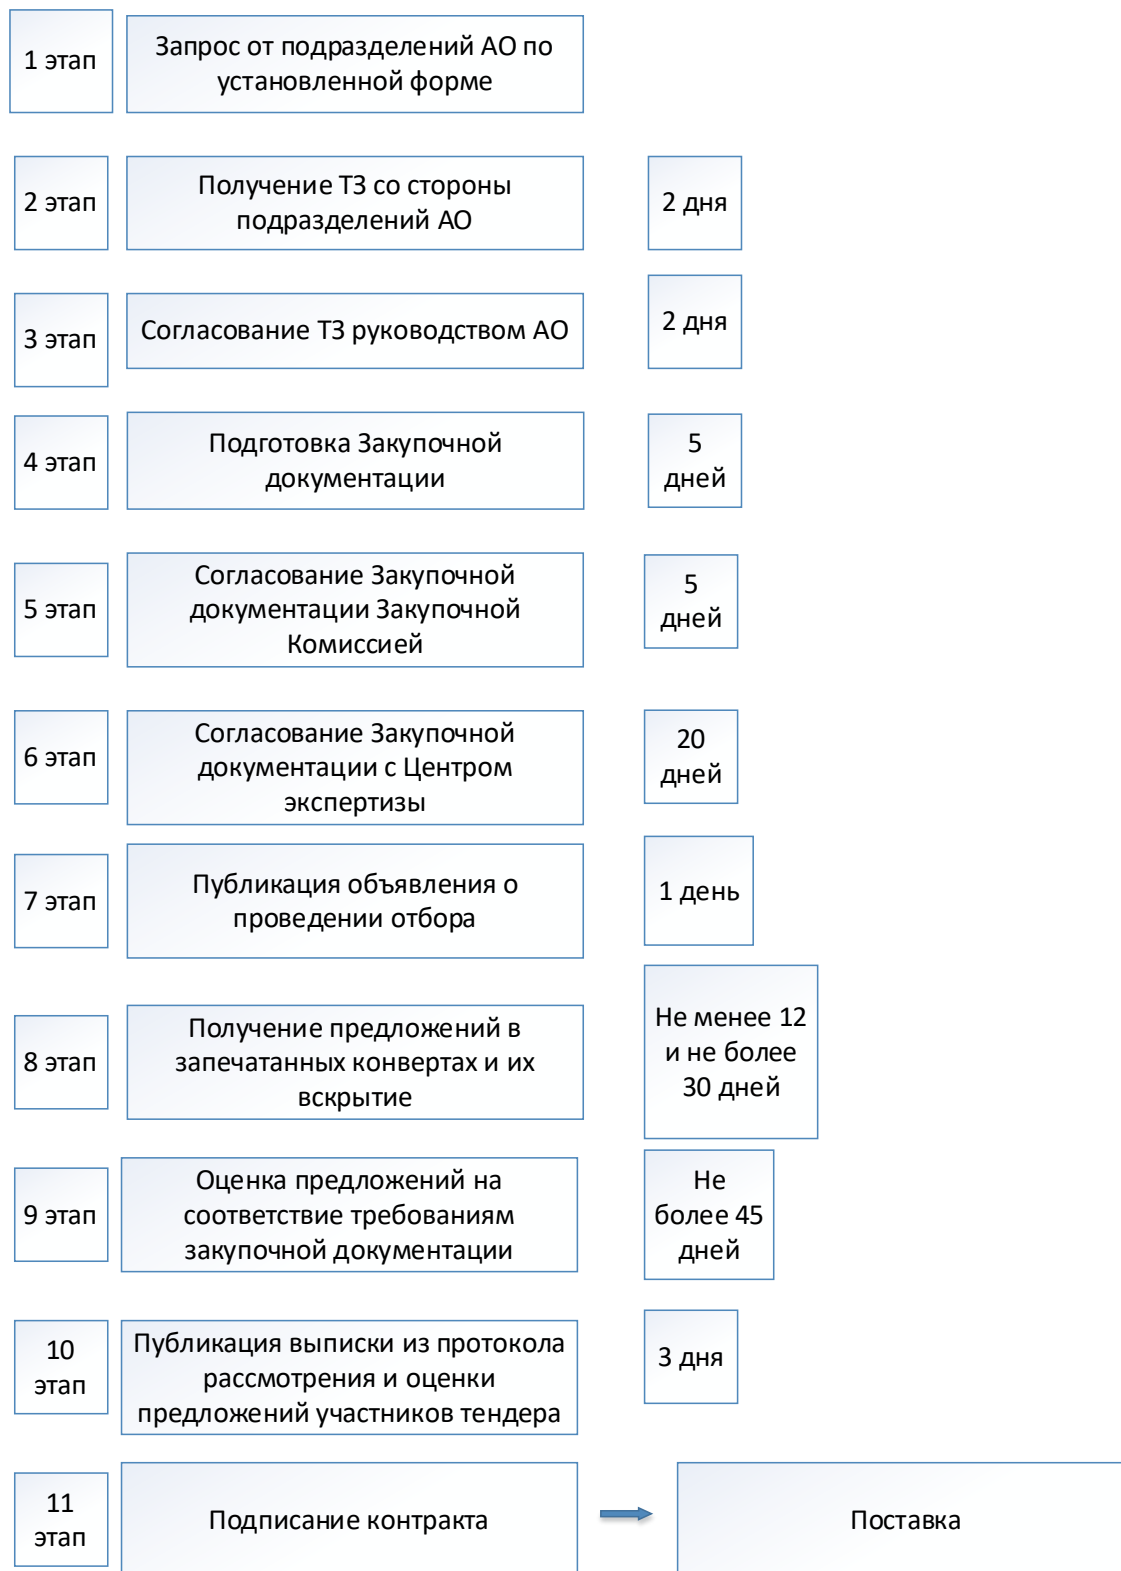 1 этап
Запрос от подразделений АО по
установленной форме
2 этап
Получение ТЗ со стороны
подразделений АО
2 дня
3 этап
Согласование ТЗ руководством АО
2 дня
4 этап
Подготовка Закупочной
документации
5
дней
5 этап
Согласование Закупочной
документации Закупочной
Комиссией
5
дней
6 этап
Согласование Закупочной
документации с Центром
экспертизы
20
дней
7 этап
Публикация объявления о
проведении отбора
1 день
8 этап
Получение предложений в
запечатанных конвертах и их
вскрытие
Не менее 12
и не более
30 дней
9 этап
Оценка предложений на
соответствие требованиям
закупочной документации
Не
более 45
дней
10
этап
Публикация выписки из протокола
рассмотрения и оценки
предложений участников тендера
3 дня
11
этап
Подписание контракта
Поставка